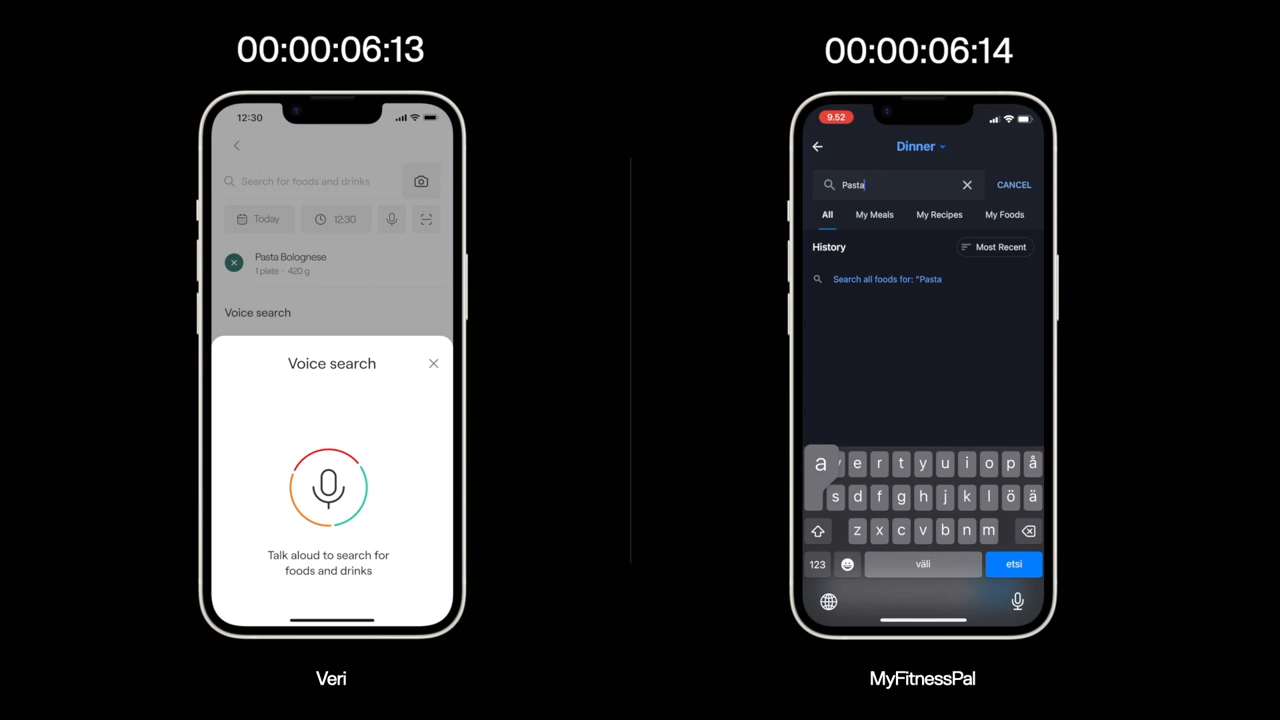 00:00:06:13
12:30
Search for foods and drinks
Today
12:30
Pasta Bolognese
1 plate · 420 g
Voice search
Voice search
Talk aloud to search for
foods and drinks
Veri
00:00:06:14
9.52
Dinner
Pasta
CANCEL
All My Meals My Recipes My Foods
History
Most Recent
Search all foods for: "Pasta
a e r t y u i o p å
s d f g h j k l ö ä
z x c v b n m
123 väli etsi
MyFitnessPal